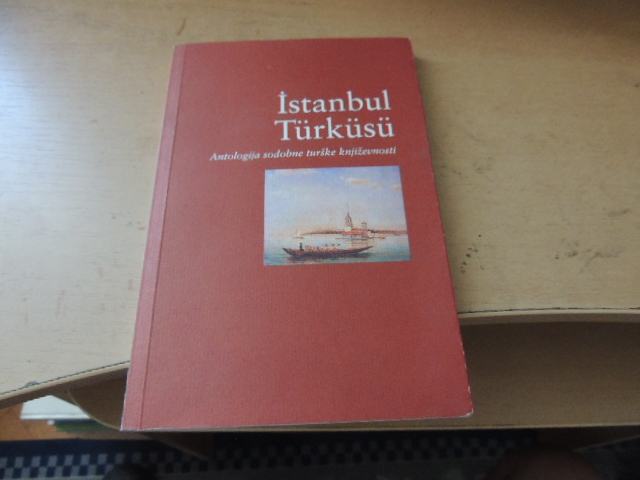 İstanbul
Türküsü
Antologija sodobne turške književnosti